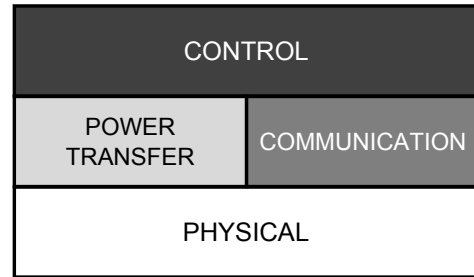 CONTROL
POWER
TRANSFER
COMMUNICATION
PHYSICAL